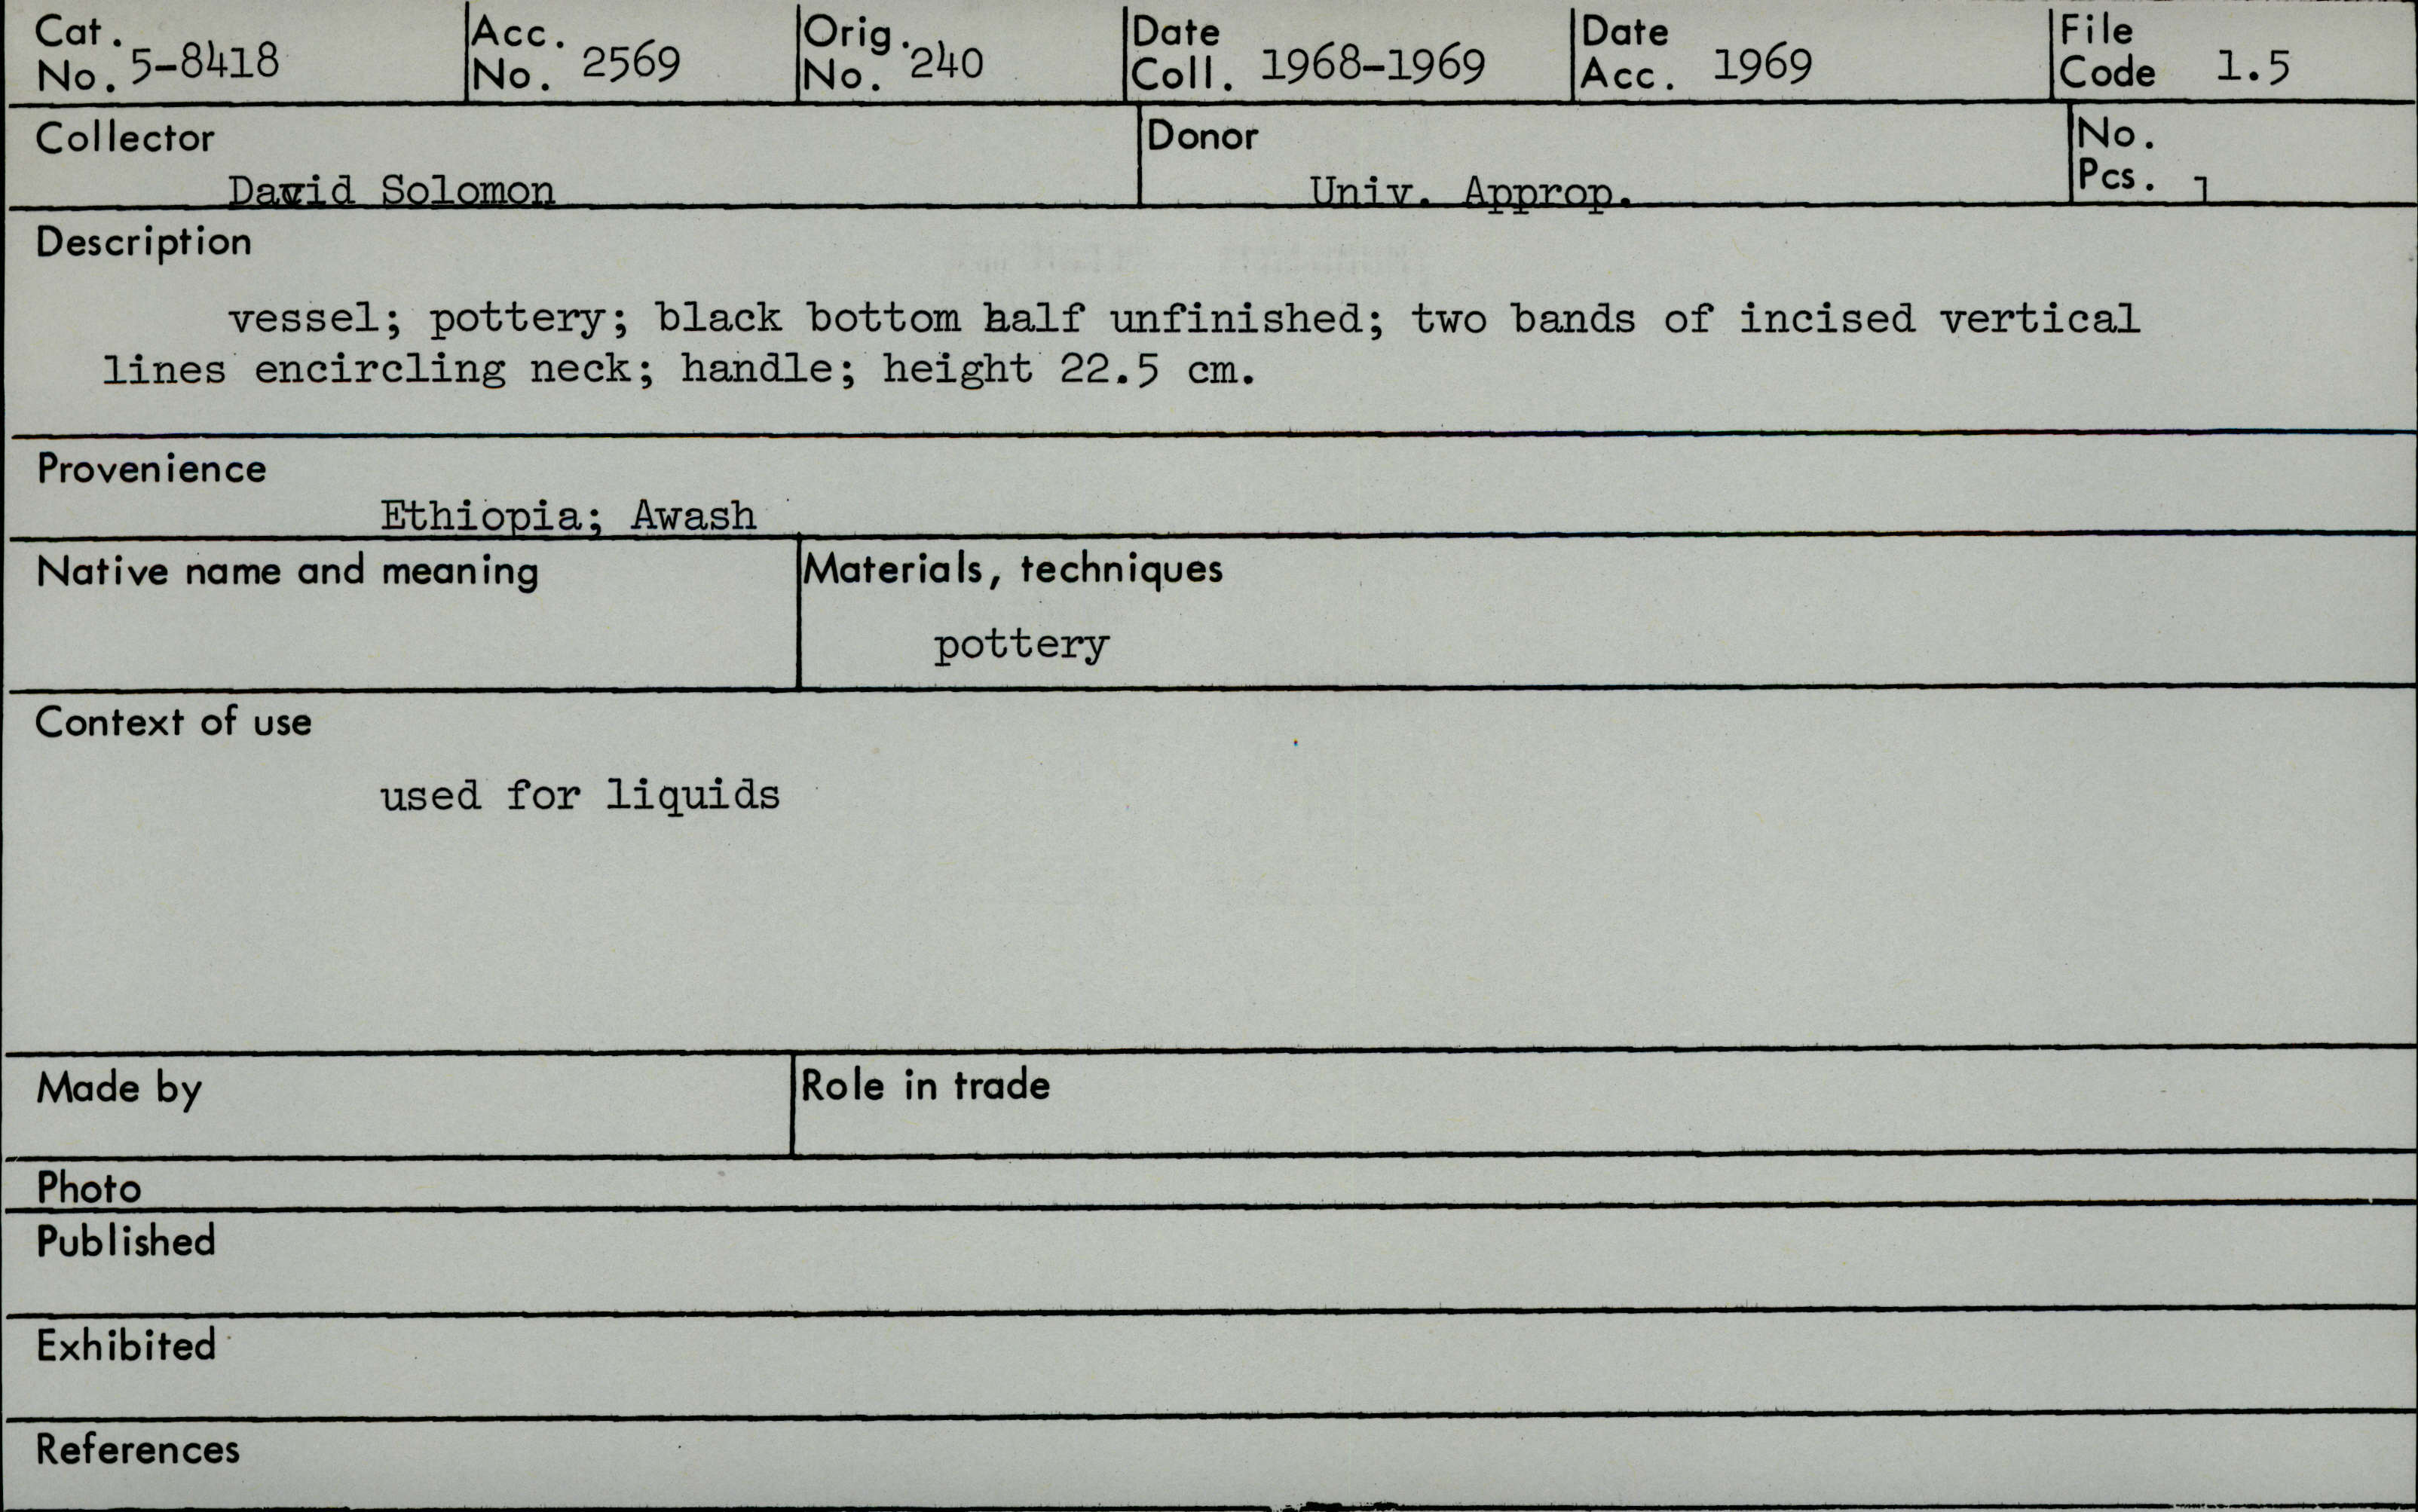 Cat. No. 5-8418
Acc. No. 2569
Orig. No. 240
Date Coll. 1968-1969
Date Acc. 1969
File Code 1.5
Collector
David Solomon
Donor
Univ. Approp.
No. Pcs. 1
Description
vessel; pottery; black bottom half unfinished; two bands of incised vertical
lines encircling neck; handle; height 22.5 cm.
Provenience
Ethiopia; Awash
Native name and meaning
Materials, techniques
pottery
Context of use
used for liquids
Made by
Role in trade
Photo
Published
Exhibited
References